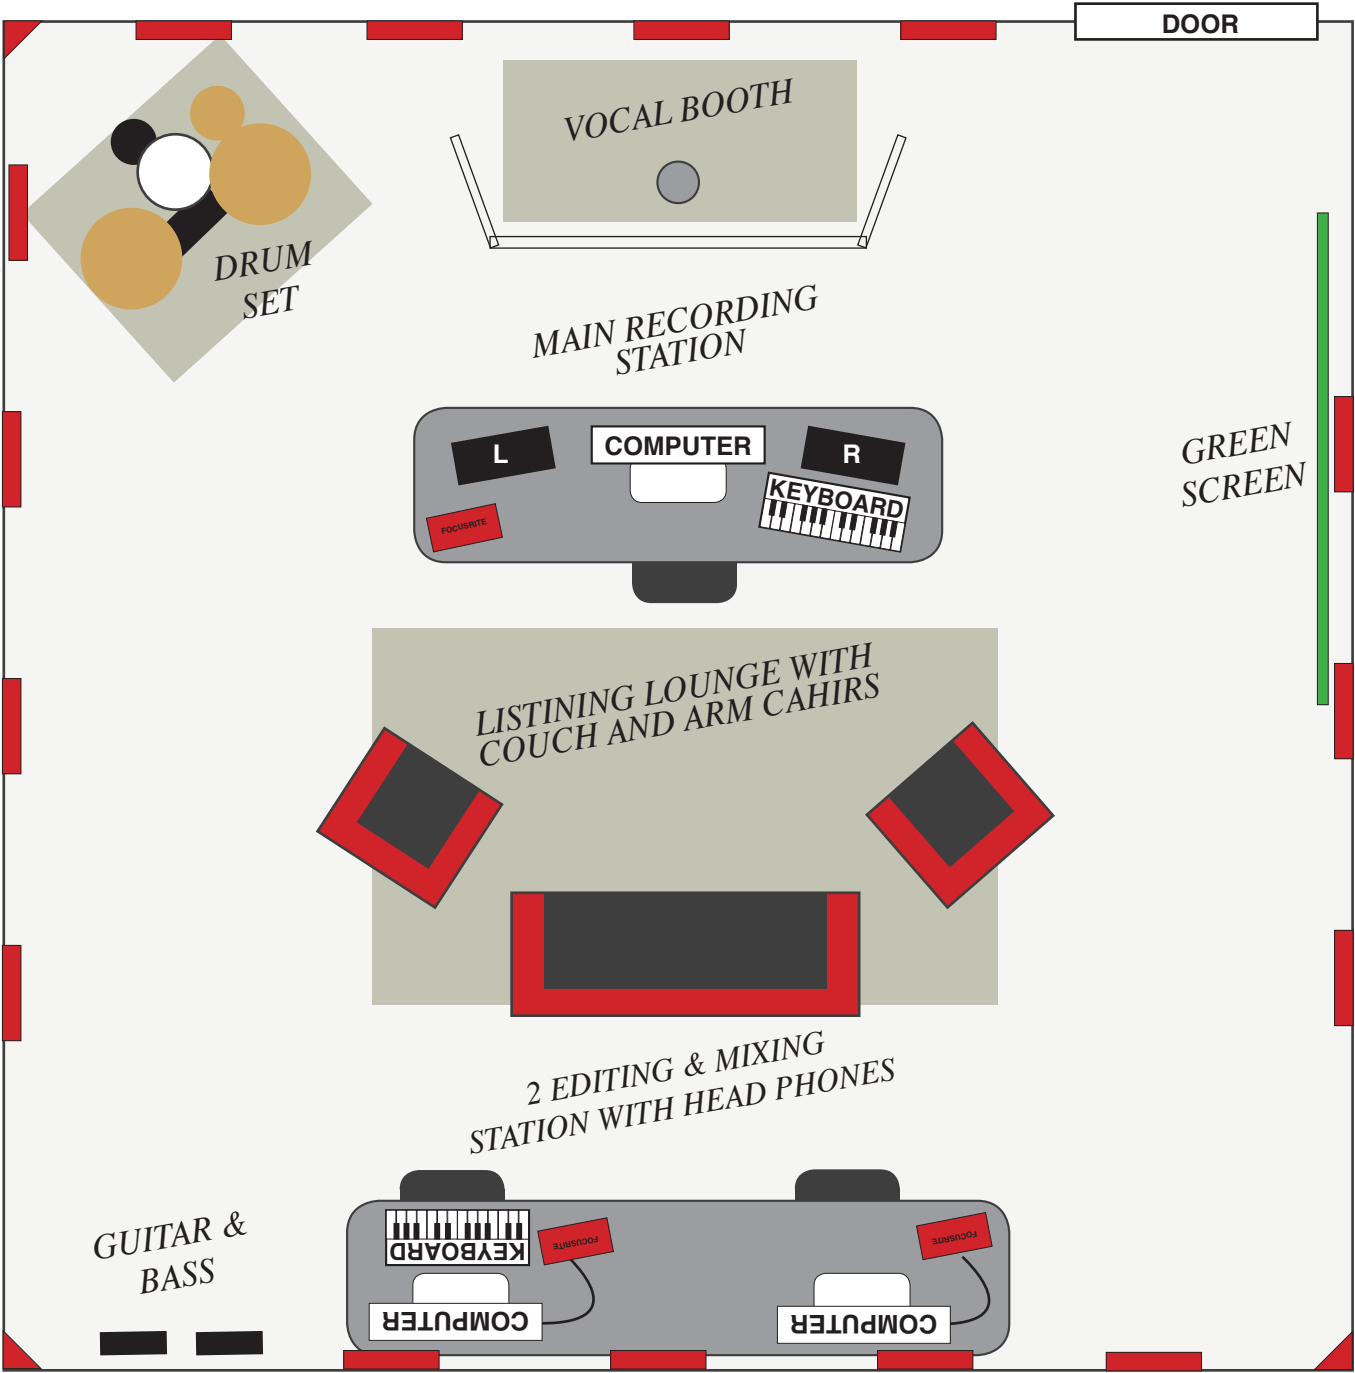 DOOR
VOCAL BOOTH
DRUM
SET
MAIN RECORDING
STATION
L
COMPUTER
R
KEYBOARD
FOCUSRITE
GREEN
SCREEN
LISTINING LOUNGE WITH
COUCH AND ARM CAHIRS
2 EDITING & MIXING
STATION WITH HEAD PHONES
GUITAR &
BASS
KEYBOARD
FOCUSRITE
FOCUSRITE
COMPUTER
COMPUTER